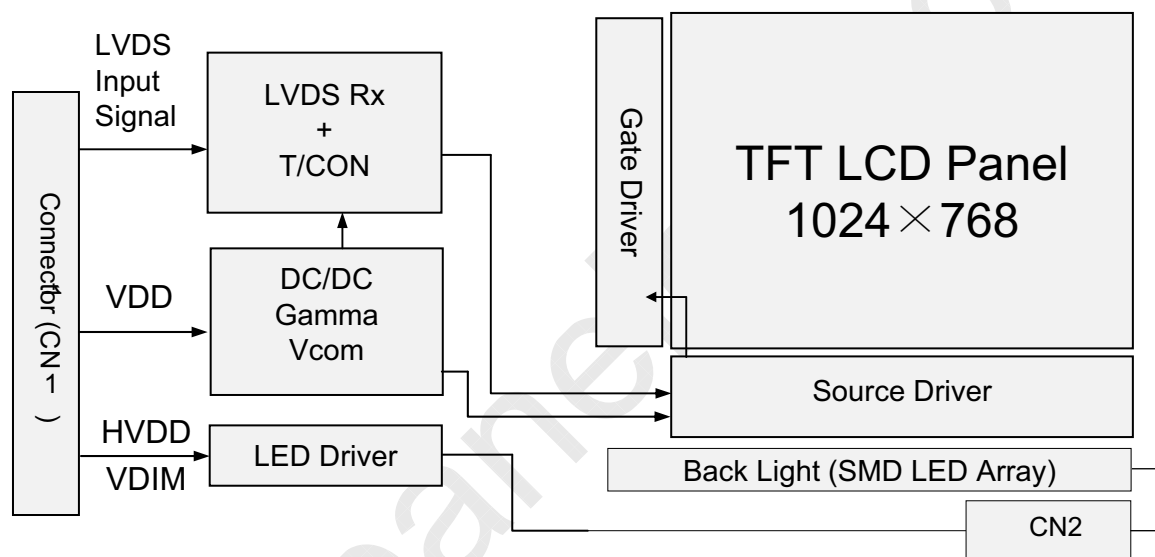 LVDS
Input
Signal
LVDS Rx
+
T/CON
Gate Driver
TFT LCD Panel
1024×768
Connector (CN1)
VDD
DC/DC
Gamma
Vcom
Source Driver
HVDD
VDIM
LED Driver
Back Light (SMD LED Array)
CN2